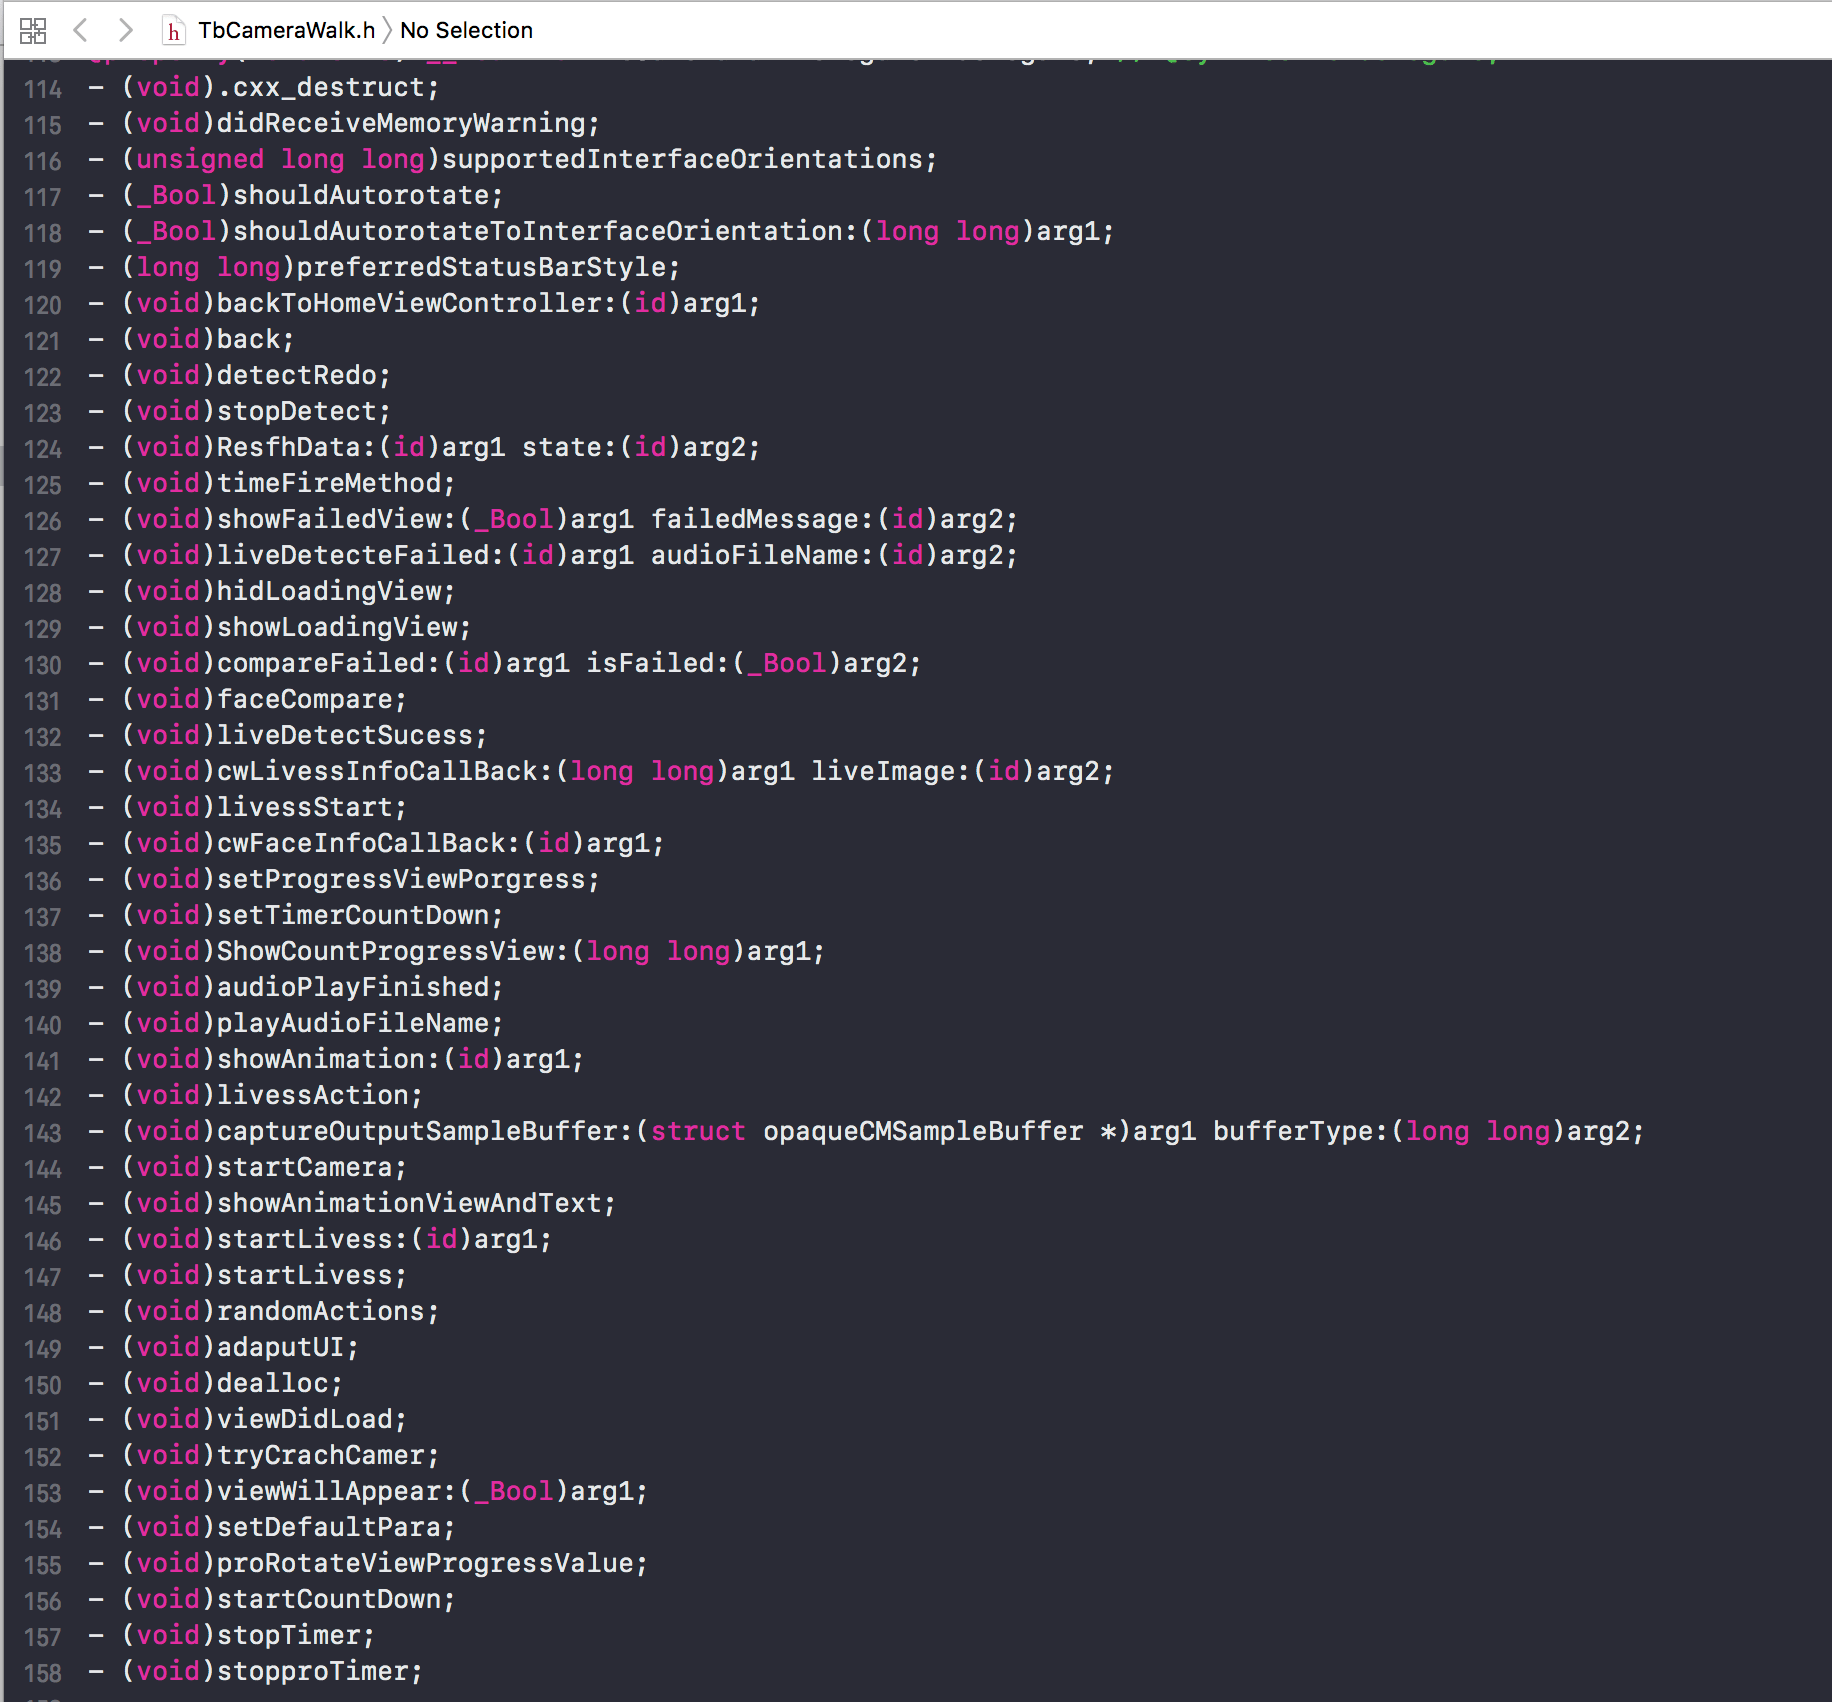 TbCameraWalk.h > No Selection
114 - (void).cxx_destruct;
115 - (void)didReceiveMemoryWarning;
116 - (unsigned long long)supportedInterfaceOrientations;
117 - (_Bool)shouldAutorotate;
118 - (_Bool)shouldAutorotateToInterfaceOrientation:(long long)arg1;
119 - (long long)preferredStatusBarStyle;
120 - (void)backToHomeViewController:(id)arg1;
121 - (void)back;
122 - (void)detectRedo;
123 - (void)stopDetect;
124 - (void)ResfhData:(id)arg1 state:(id)arg2;
125 - (void)timeFireMethod;
126 - (void)showFailedView:(_Bool)arg1 failedMessage:(id)arg2;
127 - (void)liveDetecteFailed:(id)arg1 audioFileName:(id)arg2;
128 - (void)hidLoadingView;
129 - (void)showLoadingView;
130 - (void)compareFailed:(id)arg1 isFailed:(_Bool)arg2;
131 - (void)faceCompare;
132 - (void)liveDetectSucess;
133 - (void)cwLivessInfoCallBack:(long long)arg1 liveImage:(id)arg2;
134 - (void)livessStart;
135 - (void)cwFaceInfoCallBack:(id)arg1;
136 - (void)setProgressViewPorgress;
137 - (void)setTimerCountDown;
138 - (void)ShowCountProgressView:(long long)arg1;
139 - (void)audioPlayFinished;
140 - (void)playAudioFileName;
141 - (void)showAnimation:(id)arg1;
142 - (void)livessAction;
143 - (void)captureOutputSampleBuffer:(struct opaqueCMSampleBuffer *)arg1 bufferType:(long long)arg2;
144 - (void)startCamera;
145 - (void)showAnimationViewAndText;
146 - (void)startLivess:(id)arg1;
147 - (void)startLivess;
148 - (void)randomActions;
149 - (void)adaputUI;
150 - (void)dealloc;
151 - (void)viewDidLoad;
152 - (void)tryCrachCamer;
153 - (void)viewWillAppear:(_Bool)arg1;
154 - (void)setDefaultPara;
155 - (void)proRotateViewProgressValue;
156 - (void)startCountDown;
157 - (void)stopTimer;
158 - (void)stopproTimer;